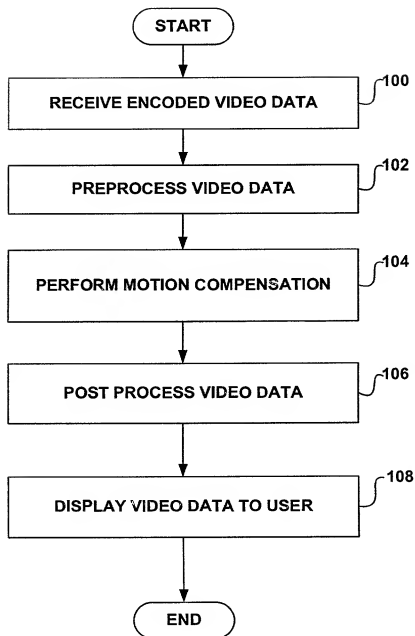 START
100
RECEIVE ENCODED VIDEO DATA
102
PREPROCESS VIDEO DATA
104
PERFORM MOTION COMPENSATION
106
POST PROCESS VIDEO DATA
108
DISPLAY VIDEO DATA TO USER
END